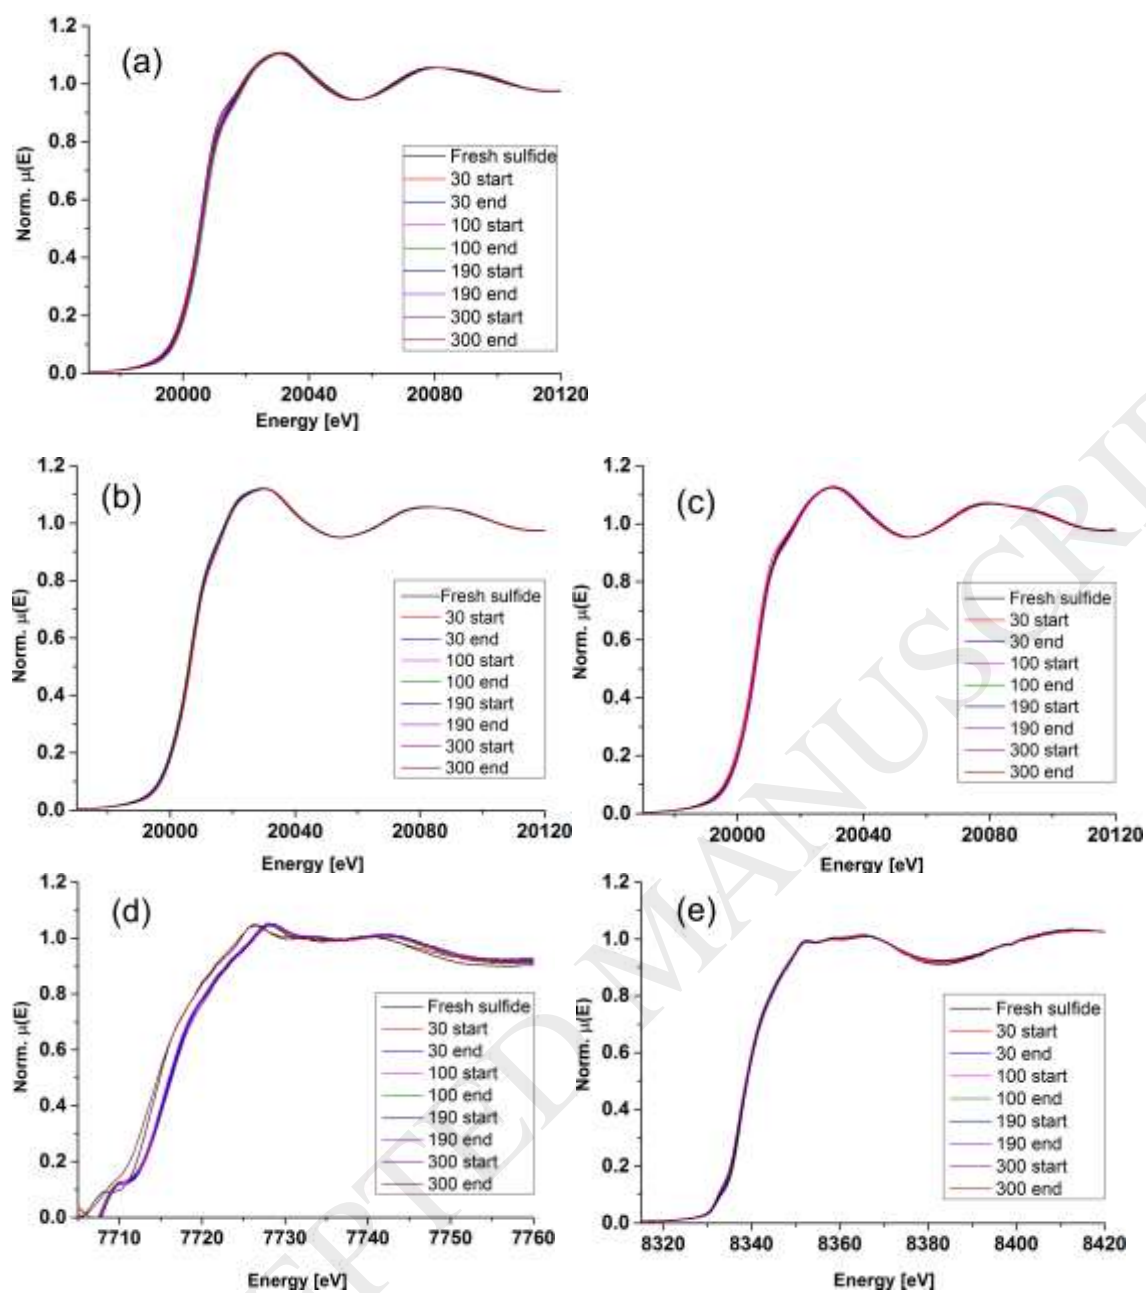 (a)
Norm. μ(E)
1.2
1.0
0.8
0.6
0.4
0.2
0.0
Fresh sulfide
30 start
30 end
100 start
100 end
190 start
190 end
300 start
300 end
20000 20040 20080 20120
Energy [eV]
(b)
Norm. μ(E)
1.2
1.0
0.8
0.6
0.4
0.2
0.0
Fresh sulfide
30 start
30 end
100 start
100 end
190 start
190 end
300 start
300 end
20000 20040 20080 20120
Energy [eV]
(c)
Norm. μ(E)
1.2
1.0
0.8
0.6
0.4
0.2
0.0
Fresh sulfide
30 start
30 end
100 start
100 end
190 start
190 end
300 start
300 end
20000 20040 20080 20120
Energy [eV]
(d)
Norm. μ(E)
1.2
1.0
0.8
0.6
0.4
0.2
0.0
Fresh sulfide
30 start
30 end
100 start
100 end
190 start
190 end
300 start
300 end
7710 7720 7730 7740 7750 7760
Energy [eV]
(e)
Norm. μ(E)
1.2
1.0
0.8
0.6
0.4
0.2
0.0
Fresh sulfide
30 start
30 end
100 start
100 end
190 start
190 end
300 start
300 end
8320 8340 8360 8380 8400 8420
Energy [eV]
EPTED MANUSCRIP